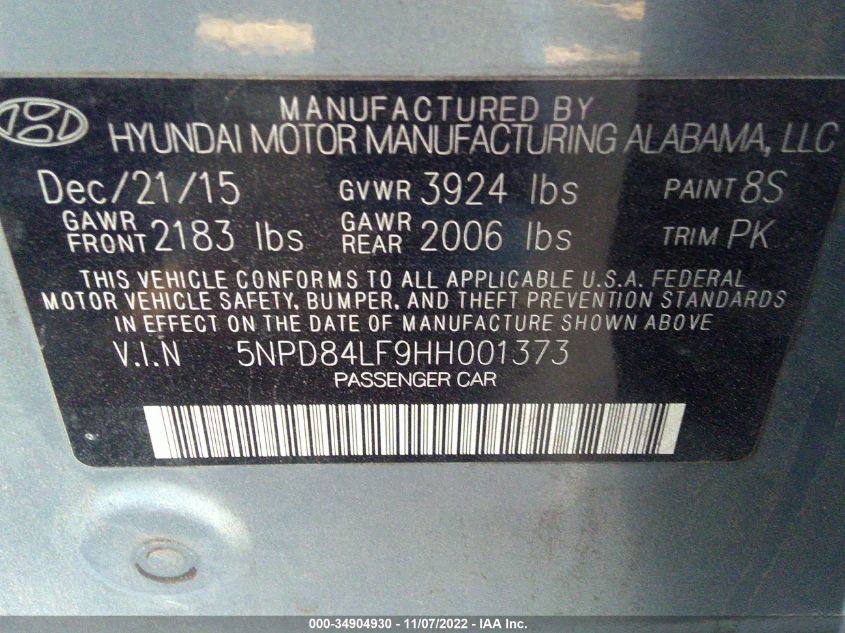 MANUFACTURED BY
HYUNDAI MOTOR MANUFACTURING ALABAMA, LLC
Dec/21/15 GVWR 3924 lbs PAINT 8S
GAWR FRONT 2183 lbs GAWR REAR 2006 lbs TRIM PK
THIS VEHICLE CONFORMS TO ALL APPLICABLE U.S.A. FEDERAL
MOTOR VEHICLE SAFETY, BUMPER, AND THEFT PREVENTION STANDARDS
IN EFFECT ON THE DATE OF MANUFACTURE SHOWN ABOVE
V.I.N 5NPD84LF9HH001373
PASSENGER CAR
000-34904930 - 11/07/2022 - IAA Inc.